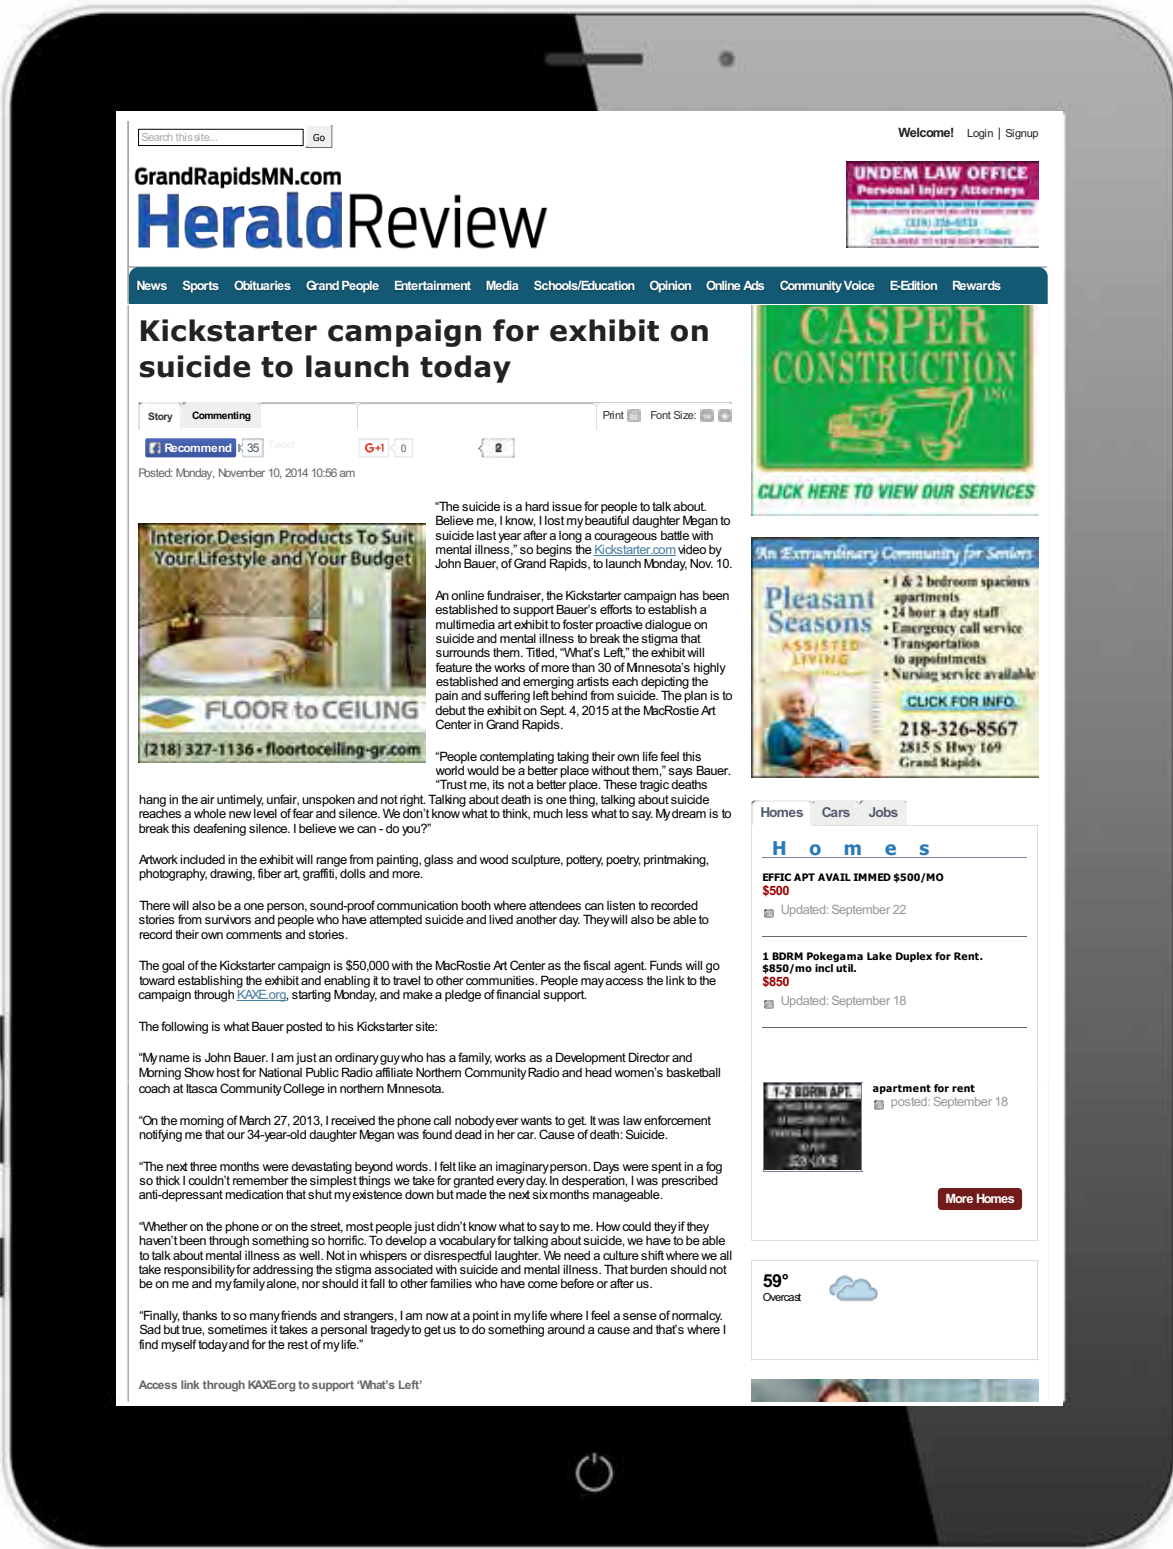 Search this site...
Go
Welcome! Login | Signup
GrandRapidsMN.com
HeraldReview
UNDEM LAW OFFICE
Personal Injury Attorneys
News Sports Obituaries Grand People Entertainment Media Schools/Education Opinion Online Ads Community Voice E-Edition Rewards
Kickstarter campaign for exhibit on
suicide to launch today
Story Commenting
Print Font Size:
Recommend 35 Tweet
G+1 0
2
Posted: Monday, November 10, 2014 10:56 am
Interior Design Products To Suit
Your Lifestyle and Your Budget
FLOOR to CEILING
(218) 327-1136 • floortoceiling-gr.com
“The suicide is a hard issue for people to talk about.
Believe me, I know, I lost my beautiful daughter Megan to
suicide last year after a long a courageous battle with
mental illness,” so begins the Kickstarter.com video by
John Bauer, of Grand Rapids, to launch Monday, Nov. 10.
An online fundraiser, the Kickstarter campaign has been
established to support Bauer’s efforts to establish a
multimedia art exhibit to foster proactive dialogue on
suicide and mental illness to break the stigma that
surrounds them. Titled, “What’s Left,” the exhibit will
feature the works of more than 30 of Minnesota’s highly
established and emerging artists each depicting the
pain and suffering left behind from suicide. The plan is to
debut the exhibit on Sept. 4, 2015 at the MacRostie Art
Center in Grand Rapids.
“People contemplating taking their own life feel this
world would be a better place without them,” says Bauer.
“Trust me, its not a better place. These tragic deaths
hang in the air untimely, unfair, unspoken and not right. Talking about death is one thing, talking about suicide
reaches a whole new level of fear and silence. We don’t know what to think, much less what to say. My dream is to
break this deafening silence. I believe we can - do you?”
Artwork included in the exhibit will range from painting, glass and wood sculpture, pottery, poetry, printmaking,
photography, drawing, fiber art, graffiti, dolls and more.
There will also be a one person, sound-proof communication booth where attendees can listen to recorded
stories from survivors and people who have attempted suicide and lived another day. They will also be able to
record their own comments and stories.
The goal of the Kickstarter campaign is $50,000 with the MacRostie Art Center as the fiscal agent. Funds will go
toward establishing the exhibit and enabling it to travel to other communities. People may access the link to the
campaign through KAXE.org, starting Monday, and make a pledge of financial support.
The following is what Bauer posted to his Kickstarter site:
“My name is John Bauer. I am just an ordinary guy who has a family, works as a Development Director and
Morning Show host for National Public Radio affiliate Northern Community Radio and head women’s basketball
coach at Itasca Community College in northern Minnesota.
“On the morning of March 27, 2013, I received the phone call nobody ever wants to get. It was law enforcement
notifying me that our 34-year-old daughter Megan was found dead in her car. Cause of death: Suicide.
“The next three months were devastating beyond words. I felt like an imaginary person. Days were spent in a fog
so thick I couldn’t remember the simplest things we take for granted every day. In desperation, I was prescribed
anti-depressant medication that shut my existence down but made the next six months manageable.
“Whether on the phone or on the street, most people just didn’t know what to say to me. How could they if they
haven’t been through something so horrific. To develop a vocabulary for talking about suicide, we have to be able
to talk about mental illness as well. Not in whispers or disrespectful laughter. We need a culture shift where we all
take responsibility for addressing the stigma associated with suicide and mental illness. That burden should not
be on me and my family alone, nor should it fall to other families who have come before or after us.
“Finally, thanks to so many friends and strangers, I am now at a point in my life where I feel a sense of normalcy.
Sad but true, sometimes it takes a personal tragedy to get us to do something around a cause and that’s where I
find myself today and for the rest of my life.”
Access link through KAXE.org to support ‘What’s Left’
CASPER
CONSTRUCTION
INC.
CLICK HERE TO VIEW OUR SERVICES
An Extraordinary Community for Seniors
Pleasant
Seasons
ASSISTED
LIVING
• 1 & 2 bedroom spacious
apartments
• 24 hour a day staff
• Emergency call service
• Transportation
to appointments
• Nursing service available
CLICK FOR INFO.
218-326-8567
2815 S Hwy 169
Grand Rapids
Homes Cars Jobs
Homes
EFFIC APT AVAIL IMMED $500/MO
$500
Updated: September 22
1 BDRM Pokegama Lake Duplex for Rent.
$850/mo incl util.
$850
Updated: September 18
1-2 BDRM APT.
apartment for rent
posted: September 18
More Homes
59°
Overcast